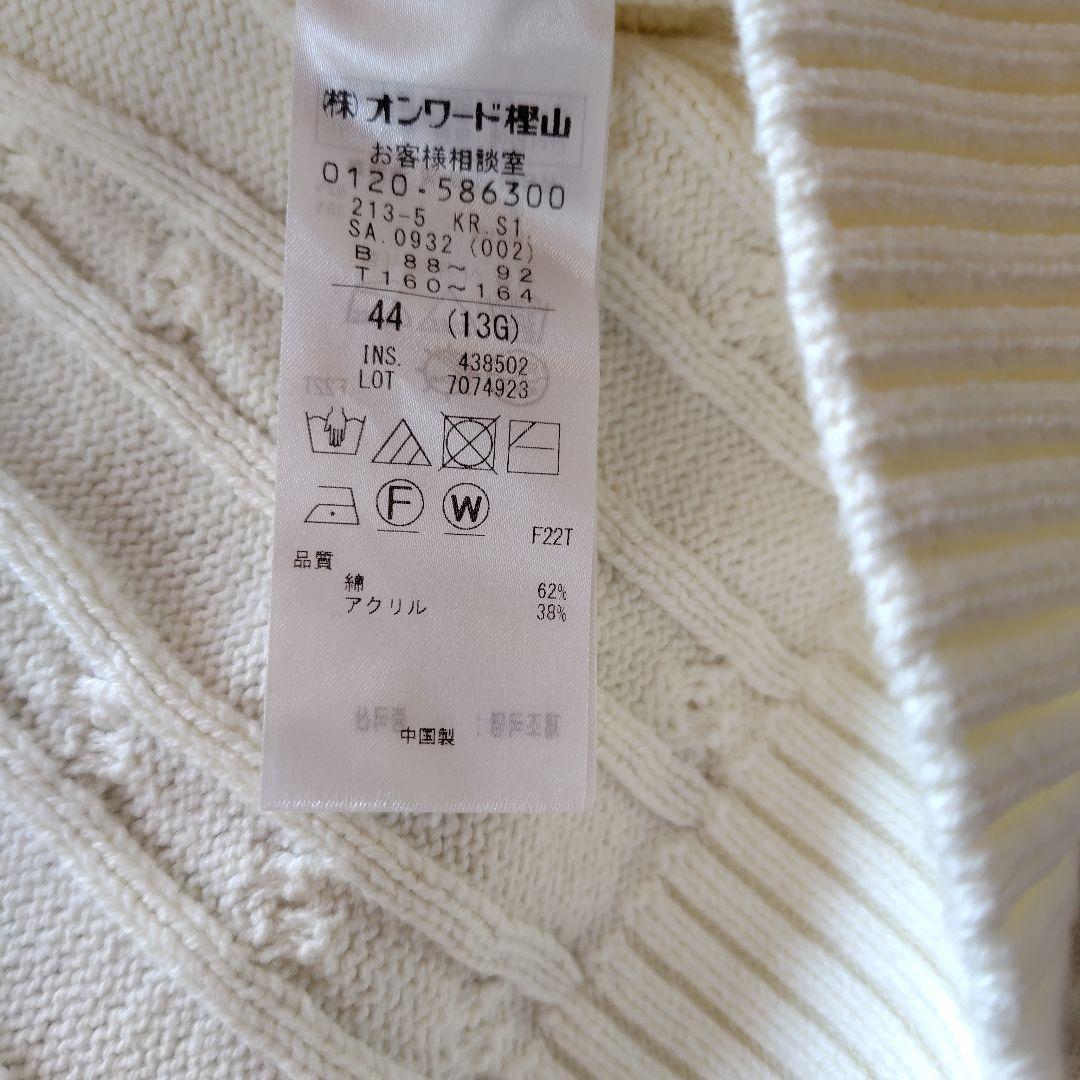 ㈱オンワード樫山
お客様相談室
0120-586300
213-5 KR.S1.
SA.0932 (002)
B 88～ 92
T160～164
44 (13G)
INS. 438502
LOT 7074923
F W
F22T
品質
綿 62%
アクリル 38%
中国製